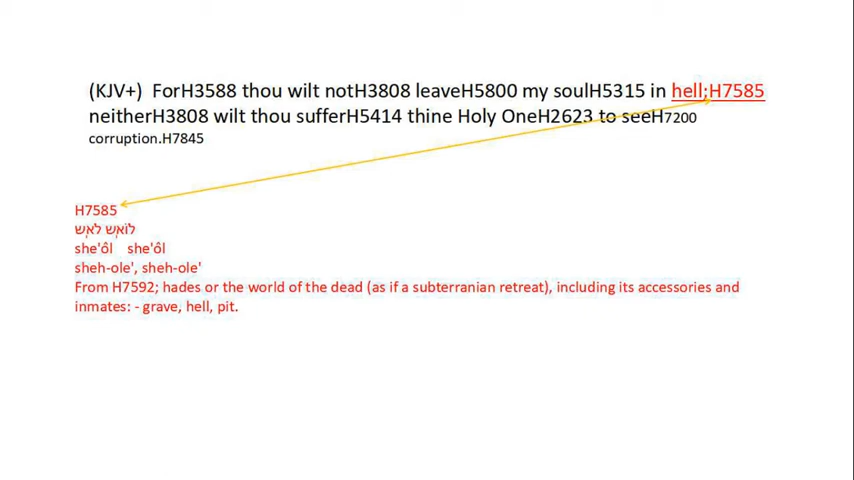 (KJV+) ForH3588 thou wilt notH3808 leaveH5800 my soulH5315 in hell;H7585
neitherH3808 wilt thou sufferH5414 thine Holy OneH2623 to seeH7200
corruption.H7845
H7585
לוֹאְשׁ לֹאְשׁ
she'ôl she'ôl
sheh-ole', sheh-ole'
From H7592; hades or the world of the dead (as if a subterranian retreat), including its accessories and
inmates: - grave, hell, pit.